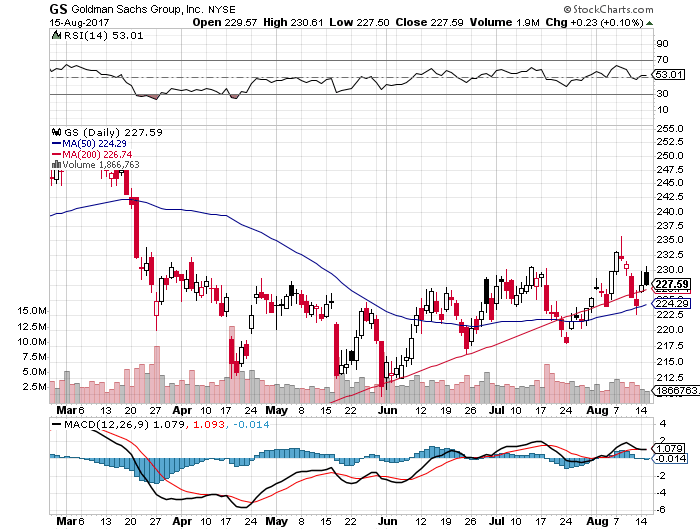 GS Goldman Sachs Group, Inc. NYSE © StockCharts.com
15-Aug-2017 Open 229.57 High 230.61 Low 227.50 Close 227.59 Volume 1.9M Chg +0.23 (+0.10%)
RSI(14) 53.01
90
70
53.01
30
10
GS (Daily) 227.59
MA(50) 224.29
MA(200) 226.74
Volume 1,866,763
255.0
252.5
250.0
247.5
245.0
242.5
240.0
237.5
235.0
232.5
230.0
227.59
224.29
222.5
220.0
217.5
215.0
212.5
1866763
15.0M
12.5M
10.0M
7.5M
5.0M
2.5M
Mar 6 13 20 27 Apr 10 17 24 May 8 15 22 Jun 12 19 26 Jul 10 17 24 Aug 7 14
MACD(12,26,9) 1.079, 1.093, -0.014
4
2
1.079
-0.014
-2
-4
-6
Mar 6 13 20 27 Apr 10 17 24 May 8 15 22 Jun 12 19 26 Jul 10 17 24 Aug 7 14